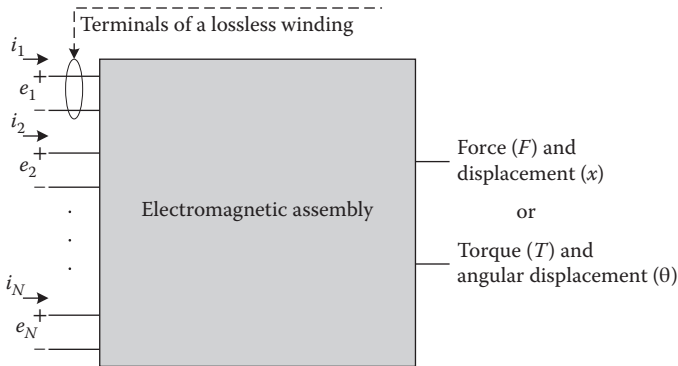 Terminals of a lossless winding
i1
+
e1
−
i2
+
e2
−
.
.
.
iN
+
eN
−
Electromagnetic assembly
Force (F) and
displacement (x)
or
Torque (T) and
angular displacement (θ)